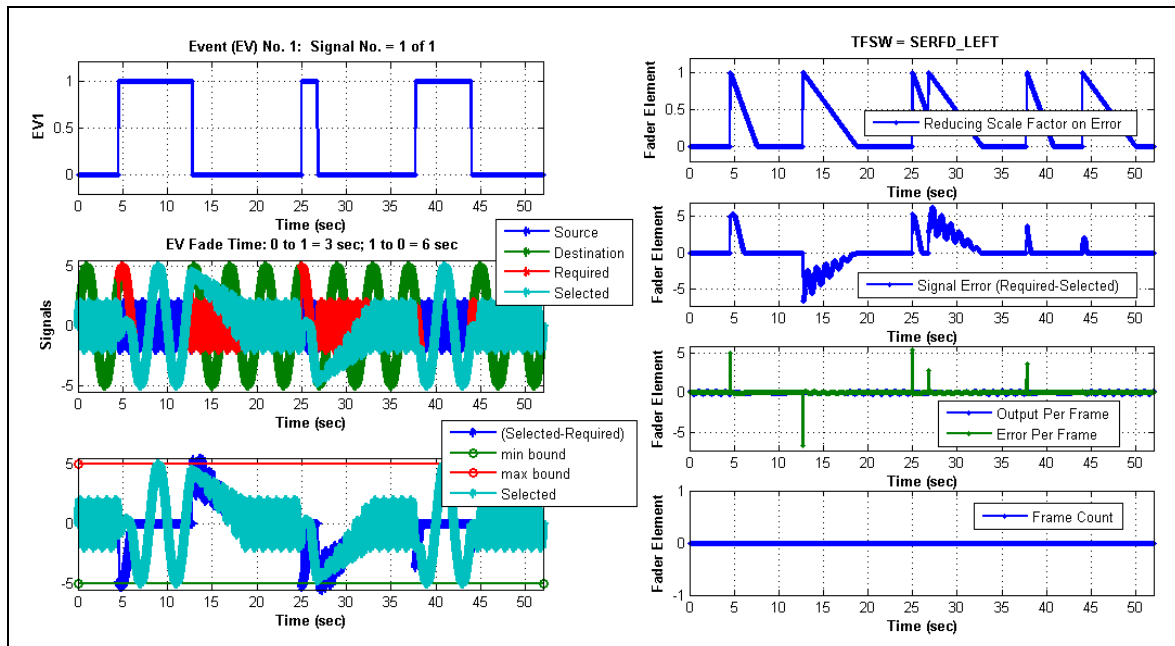 Event (EV) No. 1: Signal No. = 1 of 1
1
0.5
0
EV1
0 5 10 15 20 25 30 35 40 45 50
Time (sec)
EV Fade Time: 0 to 1 = 3 sec; 1 to 0 = 6 sec
Source
Destination
Required
Selected
5
0
-5
Signals
0 5 10 15 20 25 30 35 40 45 50
Time (sec)
(Selected-Required)
min bound
max bound
Selected
5
0
-5
0 5 10 15 20 25 30 35 40 45 50
Time (sec)
TFSW = SERFD_LEFT
1
0.5
0
Fader Element
Reducing Scale Factor on Error
0 5 10 15 20 25 30 35 40 45 50
Time (sec)
5
0
-5
Fader Element
Signal Error (Required-Selected)
0 5 10 15 20 25 30 35 40 45 50
Time (sec)
5
0
-5
Fader Element
Output Per Frame
Error Per Frame
0 5 10 15 20 25 30 35 40 45 50
Time (sec)
1
0
-1
Fader Element
Frame Count
0 5 10 15 20 25 30 35 40 45 50
Time (sec)